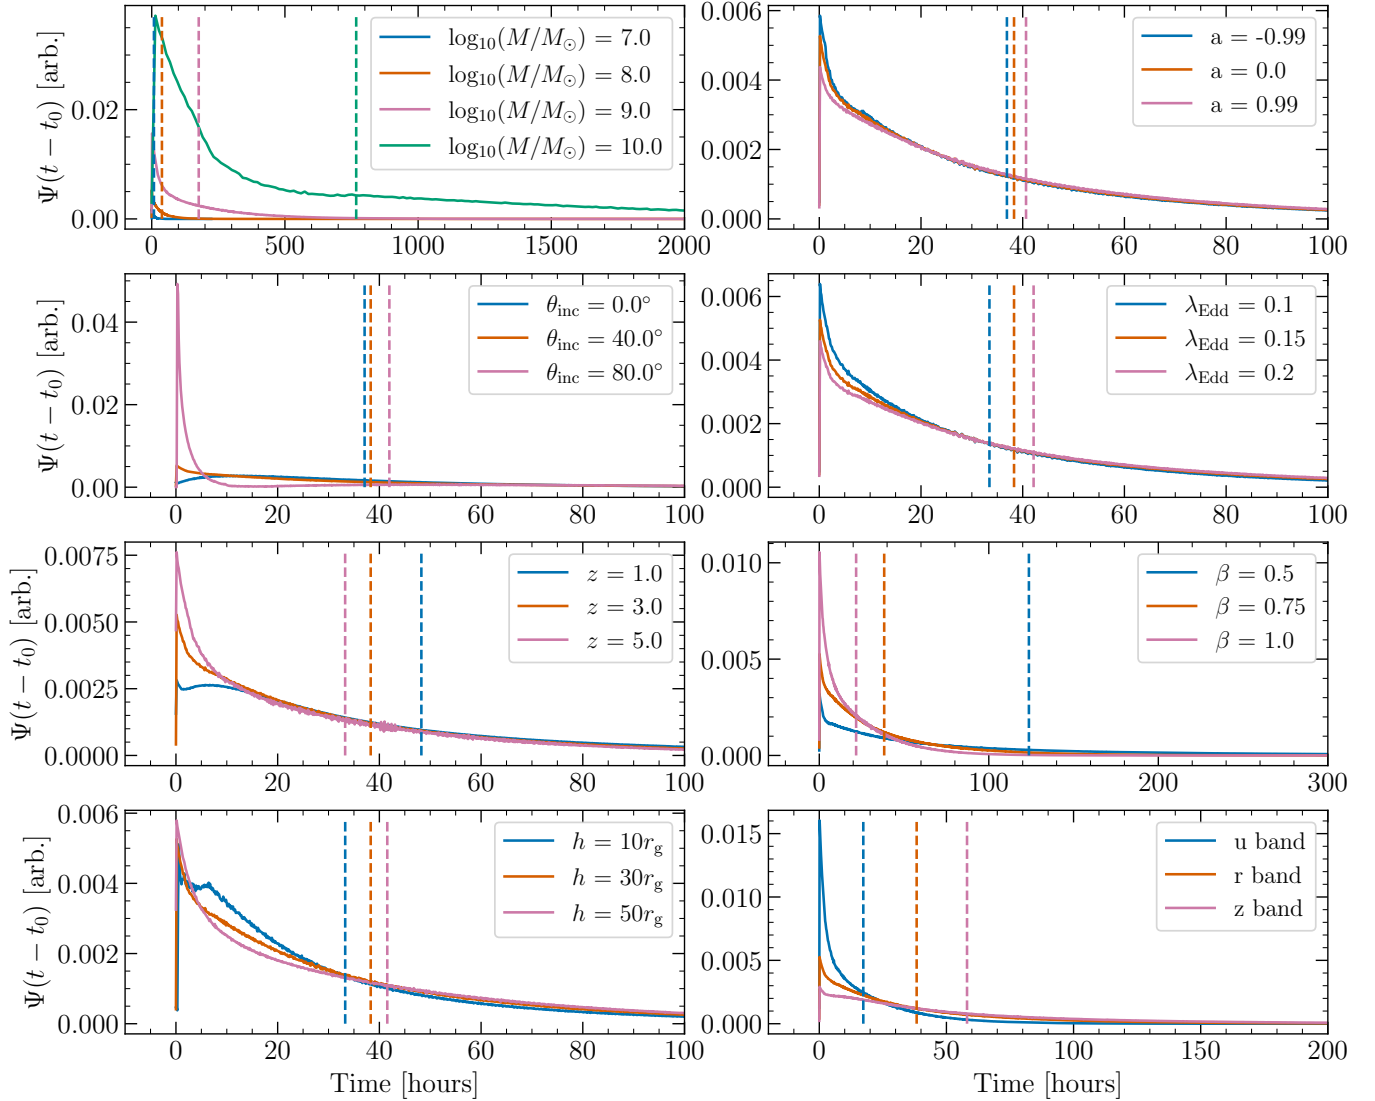 Ψ(t − t₀) [arb.]
0.02
0.00
0 500 1000 1500 2000
log₁₀(M/M☉) = 7.0
log₁₀(M/M☉) = 8.0
log₁₀(M/M☉) = 9.0
log₁₀(M/M☉) = 10.0
0.006
0.004
0.002
0.000
0 20 40 60 80 100
a = -0.99
a = 0.0
a = 0.99
Ψ(t − t₀) [arb.]
0.04
0.02
0.00
0 20 40 60 80 100
θinc = 0.0°
θinc = 40.0°
θinc = 80.0°
0.006
0.004
0.002
0.000
0 20 40 60 80 100
λEdd = 0.1
λEdd = 0.15
λEdd = 0.2
Ψ(t − t₀) [arb.]
0.0075
0.0050
0.0025
0.0000
0 20 40 60 80 100
z = 1.0
z = 3.0
z = 5.0
0.010
0.005
0.000
0 100 200 300
β = 0.5
β = 0.75
β = 1.0
Ψ(t − t₀) [arb.]
0.006
0.004
0.002
0.000
0 20 40 60 80 100
Time [hours]
h = 10rg
h = 30rg
h = 50rg
0.015
0.010
0.005
0.000
0 50 100 150 200
Time [hours]
u band
r band
z band